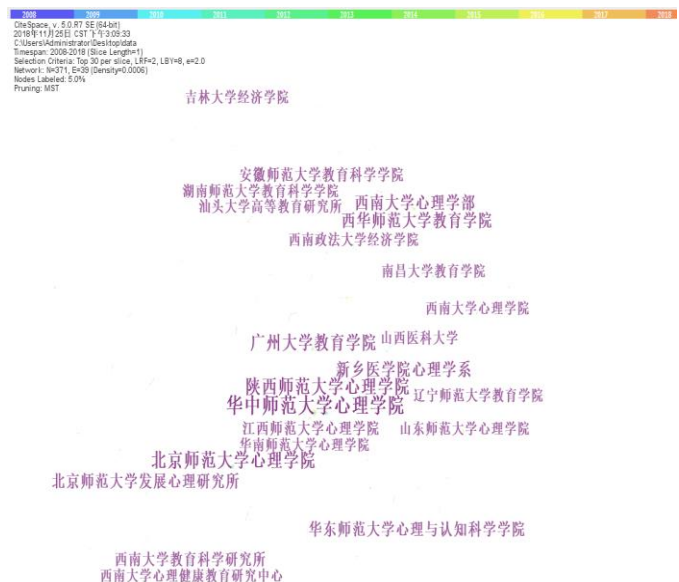 2008 2009 2010 2011 2012 2013 2014 2015 2016 2017 2018
CiteSpace, v. 5.0.R7 SE (64-bit)
2018年11月25日 CST 下午3:09:33
C:\Users\Administrator\Desktop\data
Timespan: 2008-2018 (Slice Length=1)
Selection Criteria: Top 30 per slice, LRF=2, LBY=8, e=2.0
Network: N=371, E=39 (Density=0.0006)
Nodes Labeled: 5.0%
Pruning: MST
吉林大学经济学院
安徽师范大学教育科学学院
湖南师范大学教育科学学院
汕头大学高等教育研究所 西南大学心理学部
西华师范大学教育学院
西南政法大学经济学院
南昌大学教育学院
西南大学心理学院
广州大学教育学院 山西医科大学
新乡医学院心理学系
陕西师范大学心理学院 辽宁师范大学教育学院
华中师范大学心理学院
江西师范大学心理学院 山东师范大学心理学院
华南师范大学心理学院
北京师范大学心理学院
北京师范大学发展心理研究所
华东师范大学心理与认知科学学院
西南大学教育科学研究所
西南大学心理健康教育研究中心